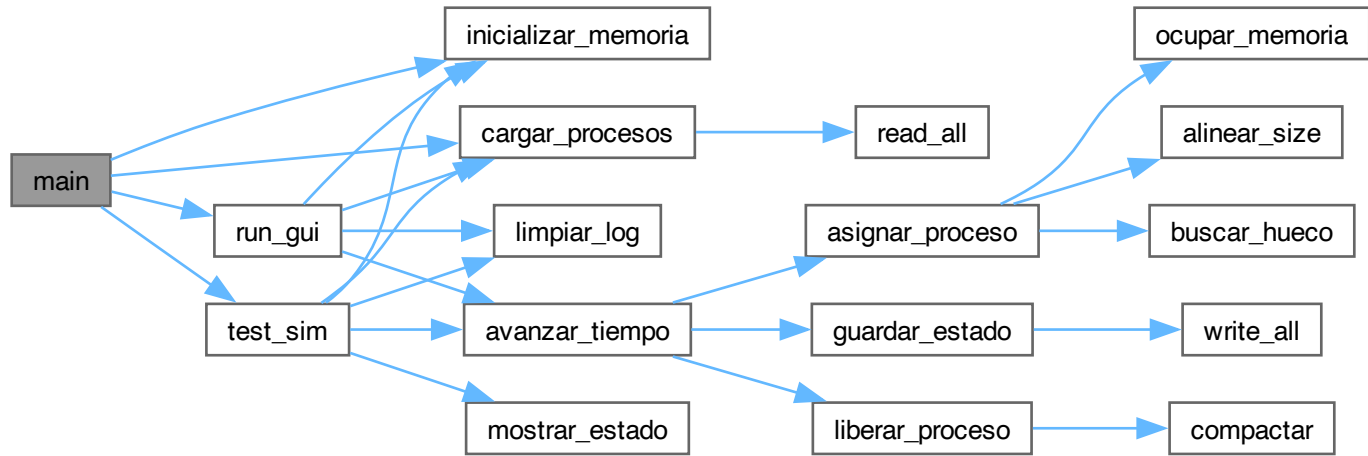 main
inicializar_memoria
cargar_procesos
read_all
run_gui
limpiar_log
test_sim
avanzar_tiempo
mostrar_estado
asignar_proceso
guardar_estado
liberar_proceso
ocupar_memoria
alinear_size
buscar_hueco
write_all
compactar